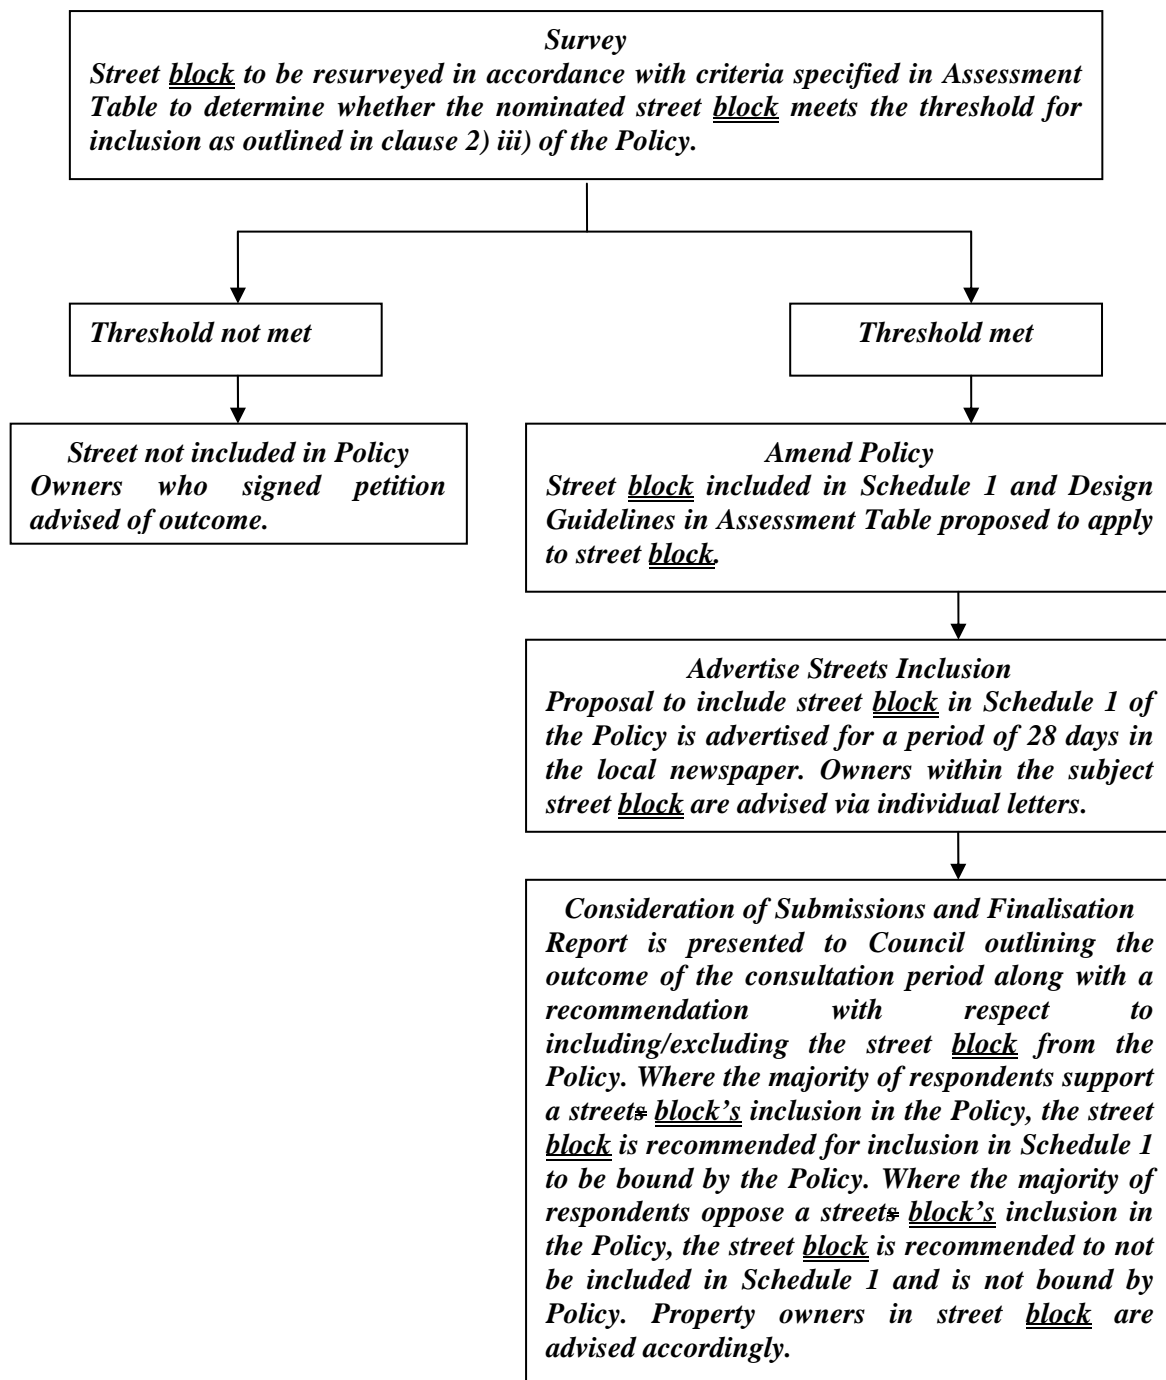 Survey
Street block to be resurveyed in accordance with criteria specified in Assessment
Table to determine whether the nominated street block meets the threshold for
inclusion as outlined in clause 2) iii) of the Policy.
Threshold not met
Threshold met
Street not included in Policy
Owners who signed petition
advised of outcome.
Amend Policy
Street block included in Schedule 1 and Design
Guidelines in Assessment Table proposed to apply
to street block.
Advertise Streets Inclusion
Proposal to include street block in Schedule 1 of
the Policy is advertised for a period of 28 days in
the local newspaper. Owners within the subject
street block are advised via individual letters.
Consideration of Submissions and Finalisation
Report is presented to Council outlining the
outcome of the consultation period along with a
recommendation with respect to
including/excluding the street block from the
Policy. Where the majority of respondents support
a streets block's inclusion in the Policy, the street
block is recommended for inclusion in Schedule 1
to be bound by the Policy. Where the majority of
respondents oppose a streets block's inclusion in
the Policy, the street block is recommended to not
be included in Schedule 1 and is not bound by
Policy. Property owners in street block are
advised accordingly.